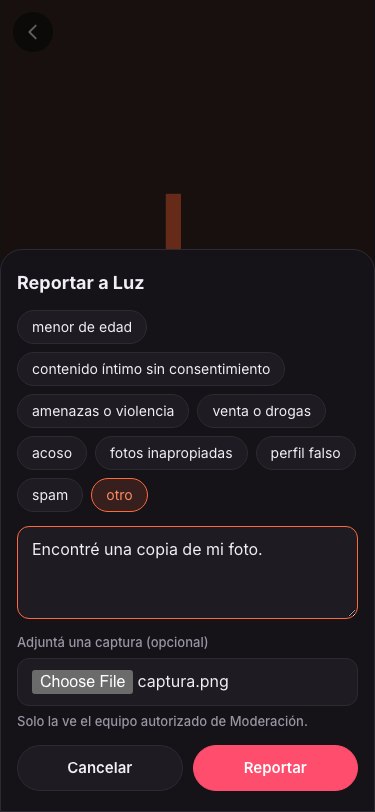 Reportar a Luz
menor de edad
contenido íntimo sin consentimiento
amenazas o violencia venta o drogas
acoso fotos inapropiadas perfil falso
spam otro
Encontré una copia de mi foto.
Adjuntá una captura (opcional)
Choose File captura.png
Solo la ve el equipo autorizado de Moderación.
Cancelar Reportar